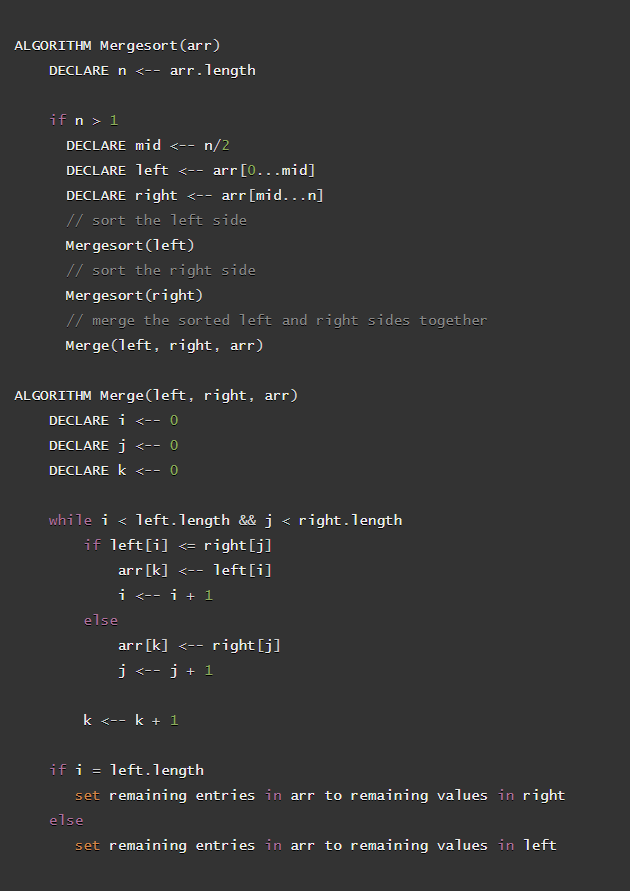 ALGORITHM Mergesort(arr)
    DECLARE n <-- arr.length

    if n > 1
      DECLARE mid <-- n/2
      DECLARE left <-- arr[0...mid]
      DECLARE right <-- arr[mid...n]
      // sort the left side
      Mergesort(left)
      // sort the right side
      Mergesort(right)
      // merge the sorted left and right sides together
      Merge(left, right, arr)

ALGORITHM Merge(left, right, arr)
    DECLARE i <-- 0
    DECLARE j <-- 0
    DECLARE k <-- 0

    while i < left.length && j < right.length
        if left[i] <= right[j]
            arr[k] <-- left[i]
            i <-- i + 1
        else
            arr[k] <-- right[j]
            j <-- j + 1

        k <-- k + 1

    if i = left.length
       set remaining entries in arr to remaining values in right
    else
       set remaining entries in arr to remaining values in left